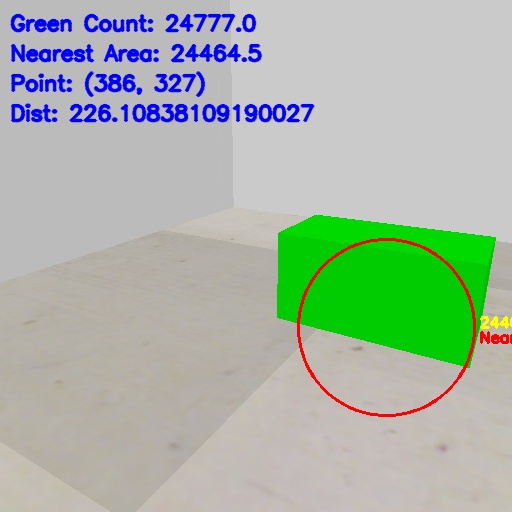 Green Count: 24777.0
Nearest Area: 24464.5
Point: (386, 327)
Dist: 226.10838109190027